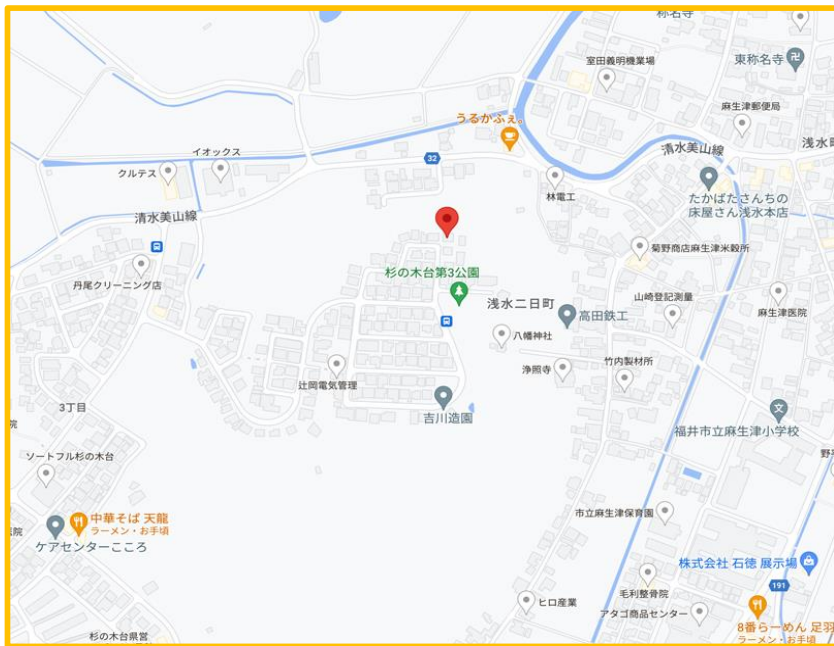 称名寺
室田義明機業場
東称名寺
麻生津郵便局
うるかふぇ。
浅水町
イオックス
32
清水美山線
クルテス
林電工
たかばたさんちの
床屋さん浅水本店
清水美山線
菊野商店麻生津米穀所
丹尾クリーニング店
杉の木台第3公園
浅水二日町
山崎登記測量
麻生津医院
高田鉄工
八幡神社
竹内製材所
辻岡電気管理
浄照寺
3丁目
吉川造園
福井市立麻生津小学校
院
ソートフル杉の木台
市立麻生津保育園
中華そば 天龍
ラーメン・お手頃
医院
ケアセンターこころ
株式会社 石徳 展示場
191
毛利整骨院
ヒロ産業
アタゴ商品センター
8番らーめん 足羽
ラーメン・お手頃
杉の木台県営